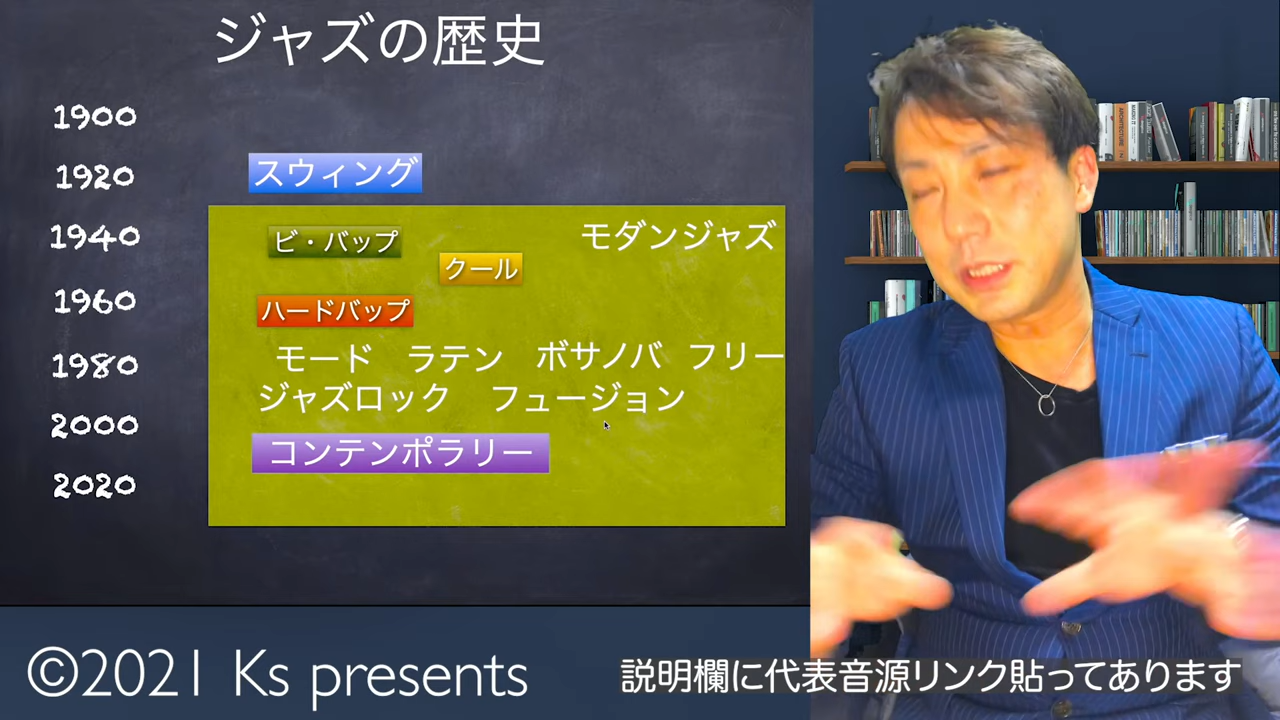 ジャズの歴史
1900
1920
スウィング
1940
ビ・バップ
モダンジャズ
クール
1960
ハードバップ
1980
モード ラテン ボサノバ フリー
ジャズロック フュージョン
2000
コンテンポラリー
2020
©2021 Ks presents
説明欄に代表音源リンク貼ってあります